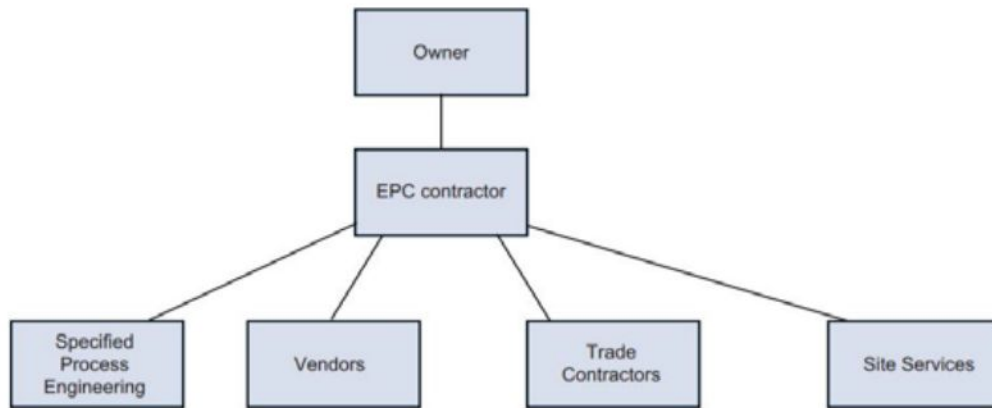 Owner
EPC contractor
Specified
Process
Engineering
Vendors
Trade
Contractors
Site Services